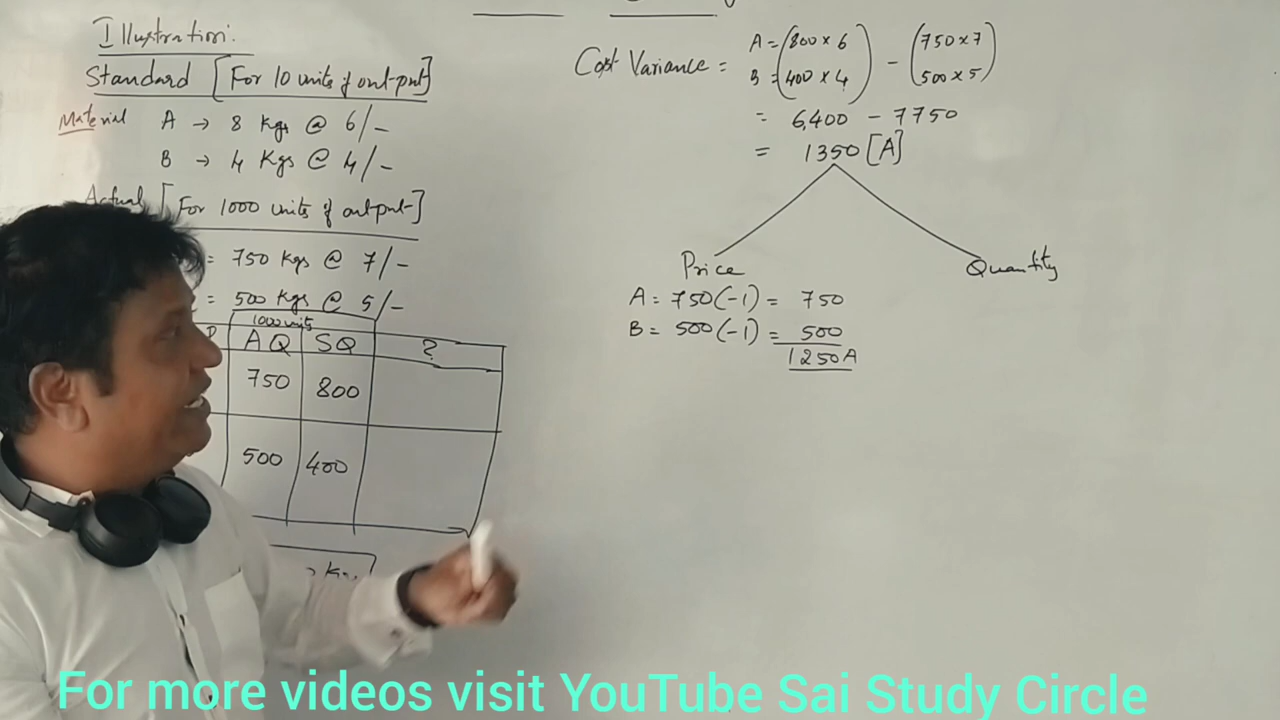 Illustration:
Standard [For 10 units of output]
Material A → 8 Kgs @ 6/-
B → 4 Kgs @ 4/-
Actual [For 1000 units of output]
= 750 Kgs @ 7/-
= 500 Kgs @ 5/-
1000 units
P AQ SQ ?
750 800
500 400
Cost Variance = A = (800 × 6) - (750 × 7)
B = (400 × 4) (500 × 5)
= 6,400 - 7750
= 1350 [A]
Price Quantity
A = 750 (-1) = 750
B = 500 (-1) = 500
1250A
For more videos visit YouTube Sai Study Circle